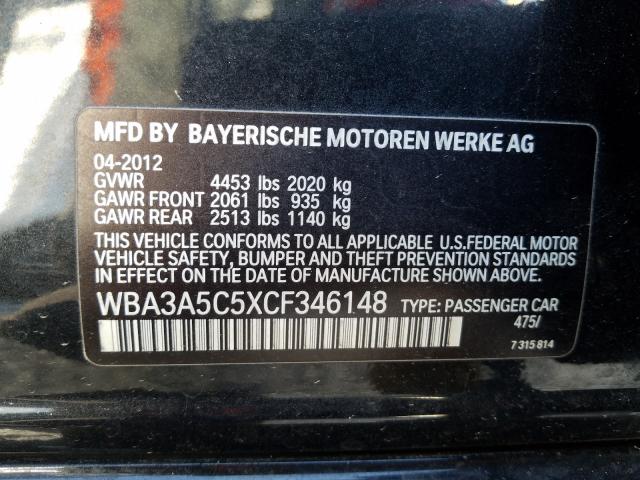 MFD BY BAYERISCHE MOTOREN WERKE AG
04-2012
GVWR 4453 lbs 2020 kg
GAWR FRONT 2061 lbs 935 kg
GAWR REAR 2513 lbs 1140 kg
THIS VEHICLE CONFORMS TO ALL APPLICABLE U.S.FEDERAL MOTOR
VEHICLE SAFETY, BUMPER AND THEFT PREVENTION STANDARDS
IN EFFECT ON THE DATE OF MANUFACTURE SHOWN ABOVE.
WBA3A5C5XCF346148 TYPE: PASSENGER CAR
475/
7 315 814